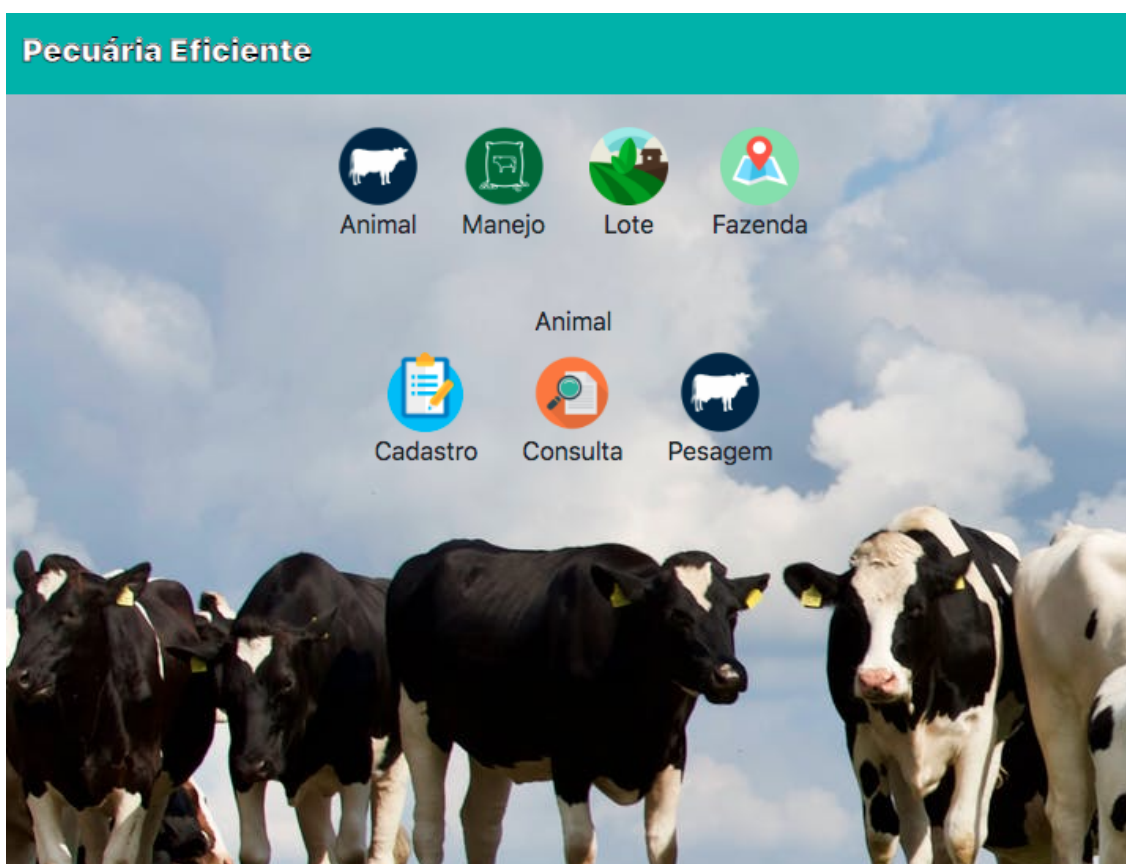 Pecuária Eficiente
Animal Manejo Lote Fazenda
Animal
Cadastro Consulta Pesagem